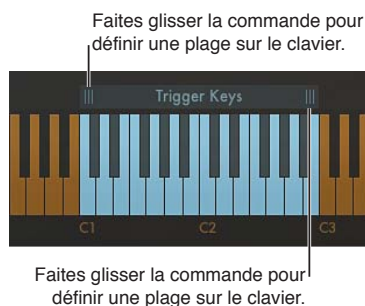 Faites glisser la commande pour
définir une plage sur le clavier.
Trigger Keys
C1 C2 C3
Faites glisser la commande pour
définir une plage sur le clavier.